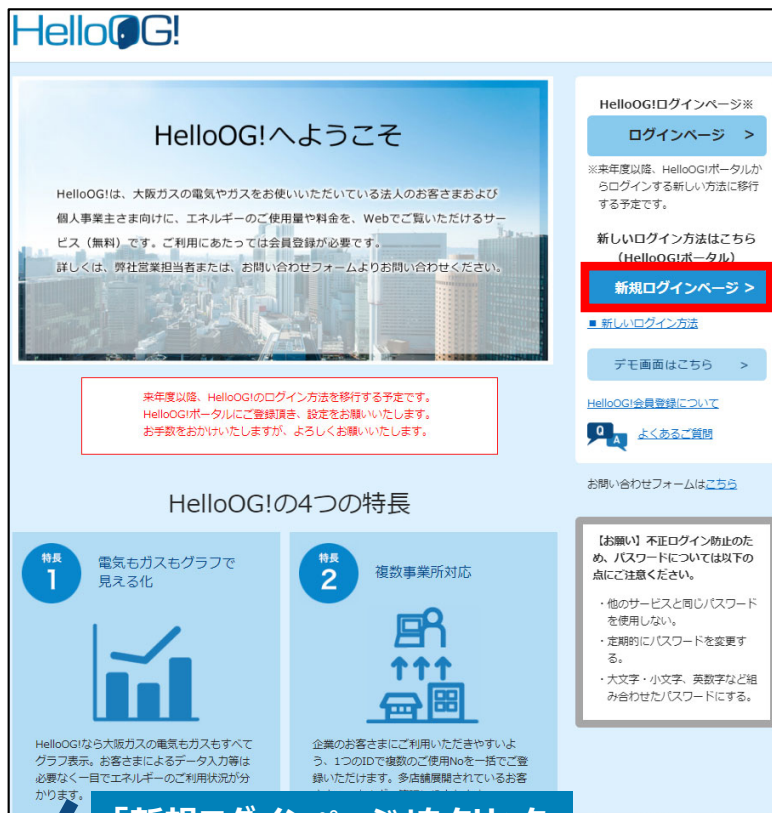 HelloOG!
HelloOG!へようこそ
HelloOG!は、大阪ガスの電気やガスをお使いいただいている法人のお客さまおよび
個人事業主さま向けに、エネルギーのご使用量や料金を、Webでご覧いただけるサー
ビス（無料）です。ご利用にあたっては会員登録が必要です。
詳しくは、弊社営業担当者または、お問い合わせフォームよりお問い合わせください。
来年度以降、HelloOG!のログイン方法を移行する予定です。
HelloOG!ポータルにご登録頂き、設定をお願いいたします。
お手数をおかけいたしますが、よろしくお願いいたします。
HelloOG!の4つの特長
特長
1
電気もガスもグラフで
見える化
HelloOG!なら大阪ガスの電気もガスもすべて
グラフ表示。お客さまによるデータ入力等は
必要なく一目でエネルギーのご利用状況が分
かります。
特長
2
複数事業所対応
企業のお客さまにご利用いただきやすいよ
う、1つのIDで複数のご使用Noを一括でご登
録いただけます。多店舗展開されているお客
HelloOG!ログインページ※
ログインページ >
※来年度以降、HelloOG!ポータルか
らログインする新しい方法に移行
する予定です。
新しいログイン方法はこちら
（HelloOG!ポータル）
新規ログインページ >
■ 新しいログイン方法
デモ画面はこちら >
HelloOG!会員登録について
Q A よくあるご質問
お問い合わせフォームはこちら
【お願い】不正ログイン防止のた
め、パスワードについては以下の
点にご注意ください。
・他のサービスと同じパスワード
を使用しない。
・定期的にパスワードを変更す
る。
・大文字・小文字、英数字など組
み合わせたパスワードにする。
「新規ログインページ」をクリック